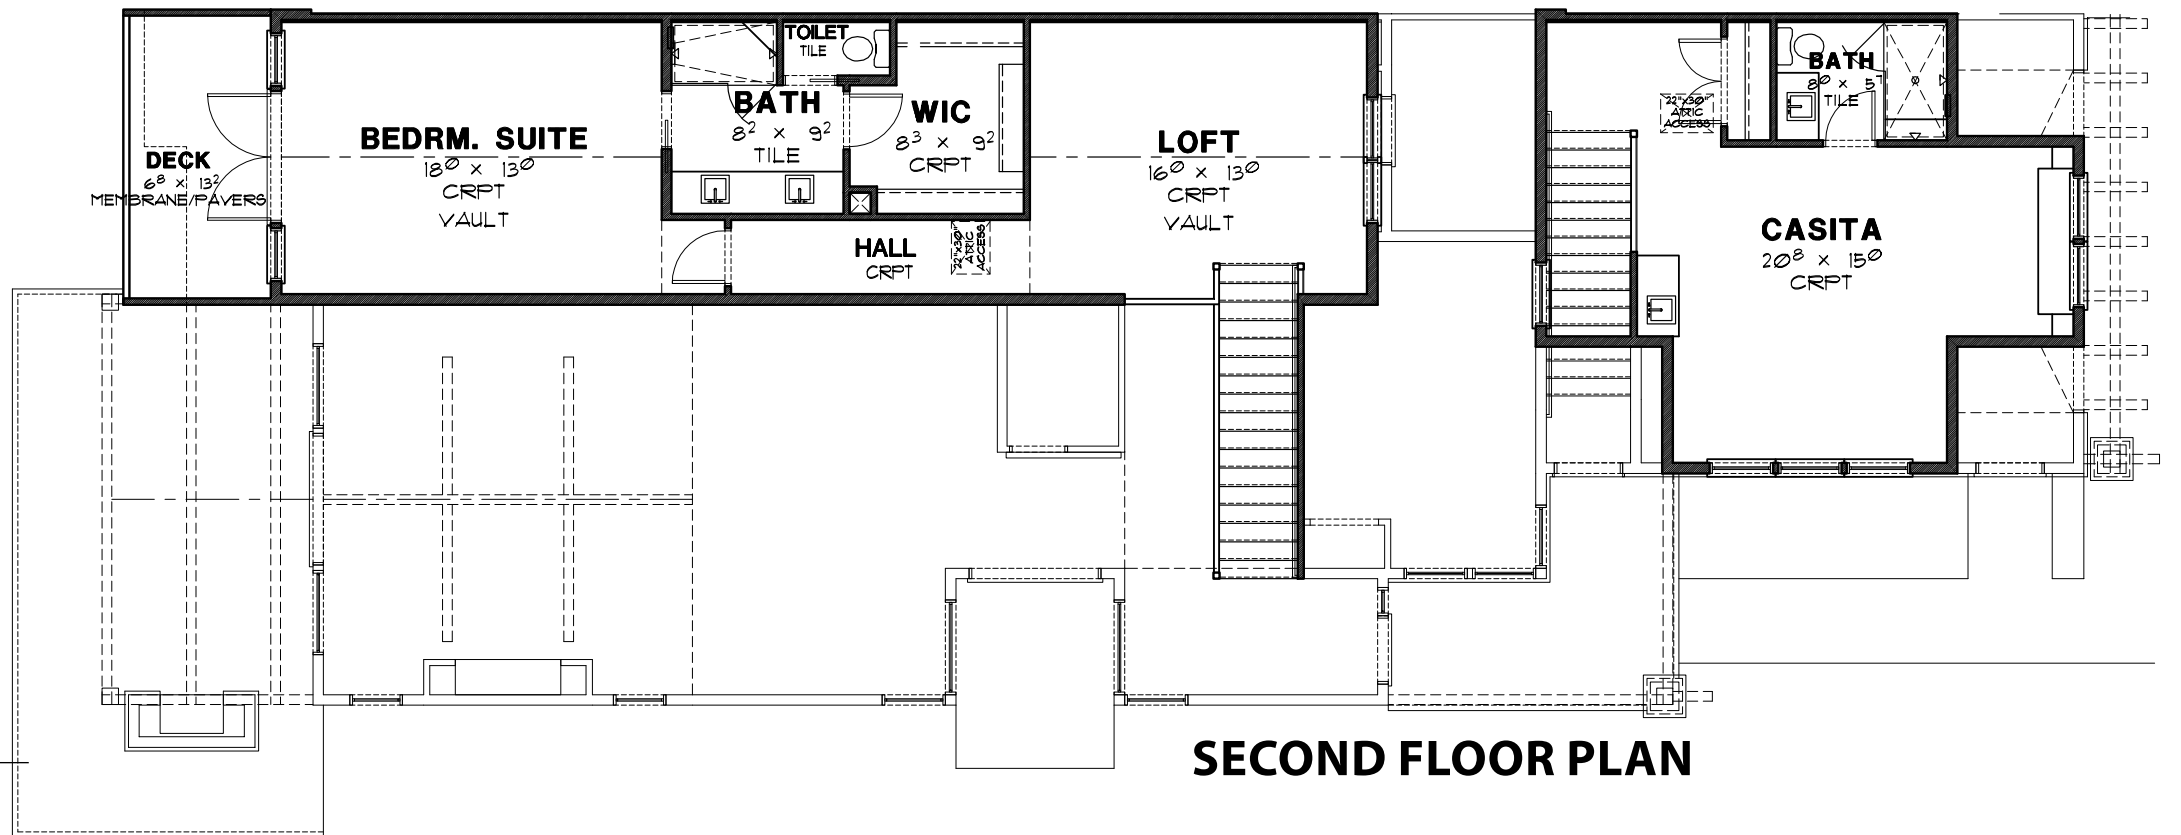 DECK
6⁸ × 13²
MEMBRANE/PAVERS
BEDRM. SUITE
18⁰ × 13⁰
CRPT
VAULT
BATH
8² × 9²
TILE
TOILET
TILE
WIC
8³ × 9²
CRPT
HALL
CRPT
22"x30"
ATTIC
ACCESS
LOFT
16⁰ × 13⁰
CRPT
VAULT
22"x30"
ATTIC
ACCESS
BATH
8⁰ × 5¹
TILE
CASITA
20⁸ × 15⁰
CRPT
SECOND FLOOR PLAN